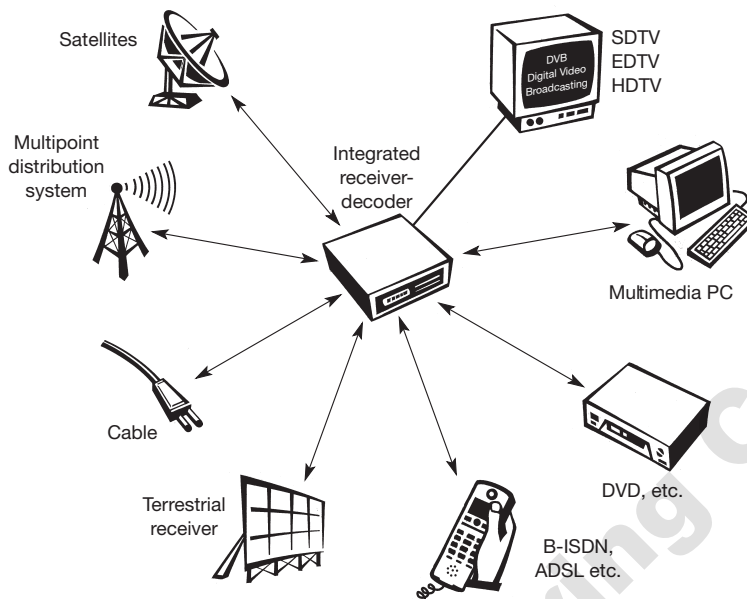 Satellites
DVB
Digital Video
Broadcasting
SDTV
EDTV
HDTV
Multipoint
distribution
system
Integrated
receiver-
decoder
Multimedia PC
Cable
DVD, etc.
Terrestrial
receiver
B-ISDN,
ADSL etc.
ing C